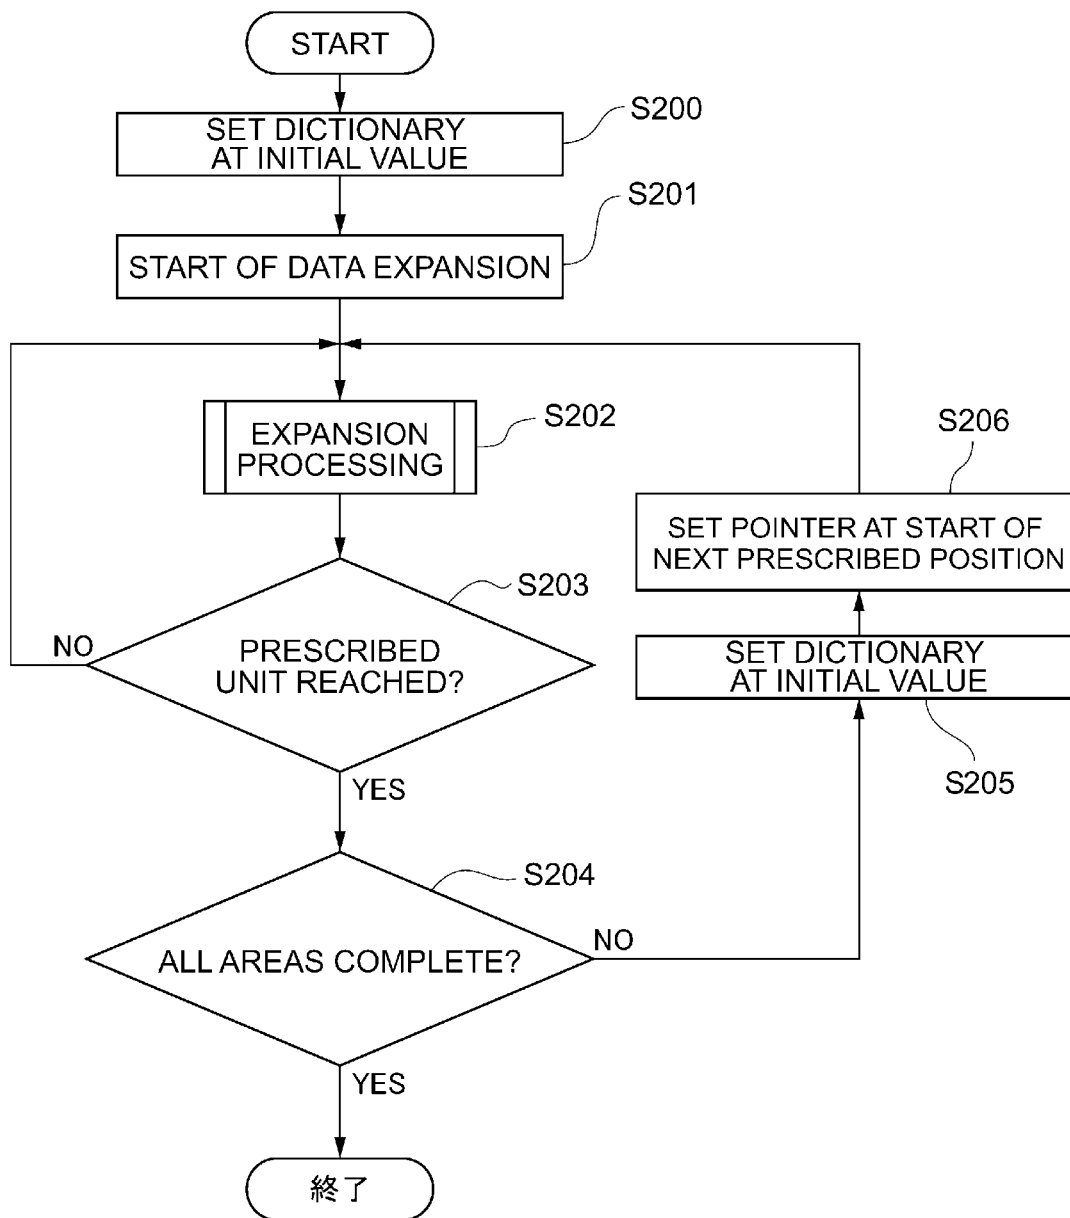 START
S200
SET DICTIONARY
AT INITIAL VALUE
S201
START OF DATA EXPANSION
S202
EXPANSION
PROCESSING
S206
SET POINTER AT START OF
NEXT PRESCRIBED POSITION
S203
NO
PRESCRIBED
UNIT REACHED?
SET DICTIONARY
AT INITIAL VALUE
S205
YES
S204
NO
ALL AREAS COMPLETE?
YES
終了